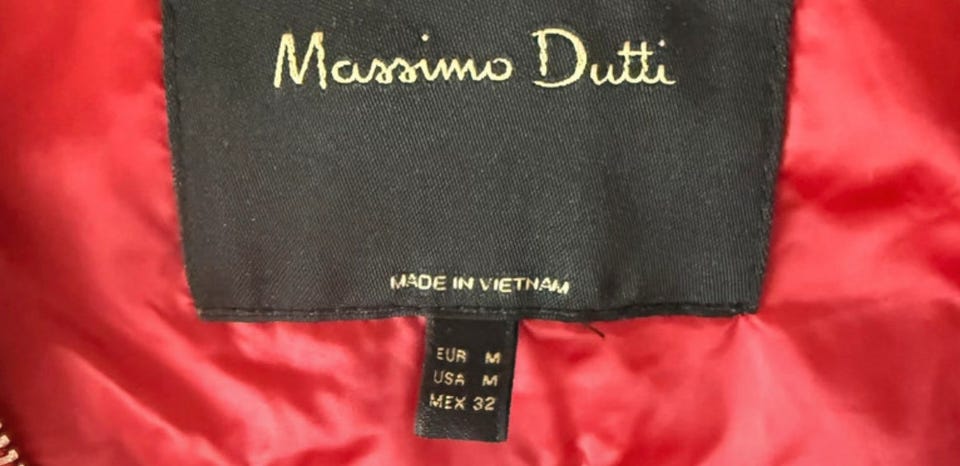 Massimo Dutti
MADE IN VIETNAM
EUR M
USA M
MEX 32